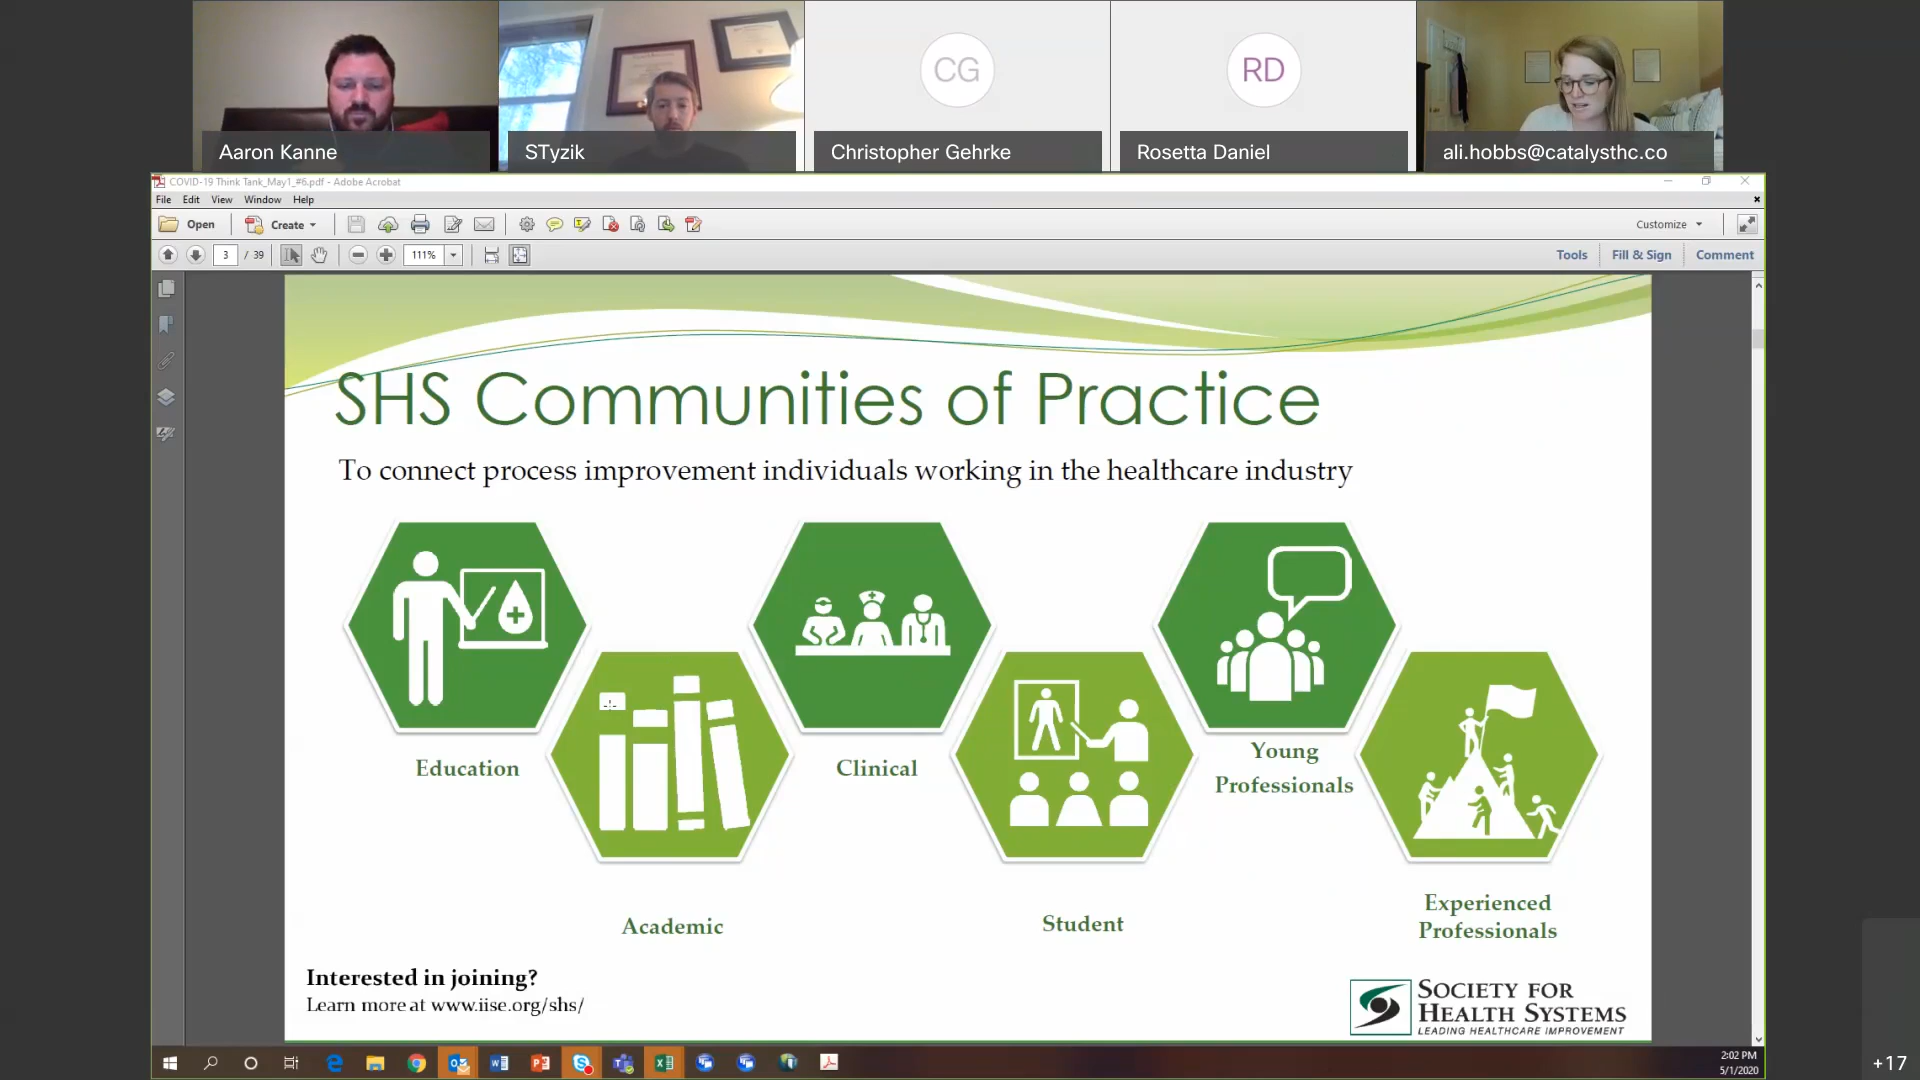 CG
RD
Aaron Kanne
STyzik
Christopher Gehrke
Rosetta Daniel
ali.hobbs@catalysthc.co
COVID-19 Think Tank_May1_#6.pdf - Adobe Acrobat
File Edit View Window Help
Open
Create
Customize
3 / 39
111%
Tools
Fill & Sign
Comment
SHS Communities of Practice
To connect process improvement individuals working in the healthcare industry
Education
Academic
Clinical
Student
Young
Professionals
Experienced
Professionals
Interested in joining?
Learn more at www.iise.org/shs/
SOCIETY FOR
HEALTH SYSTEMS
LEADING HEALTHCARE IMPROVEMENT
2:02 PM
5/1/2020
+17